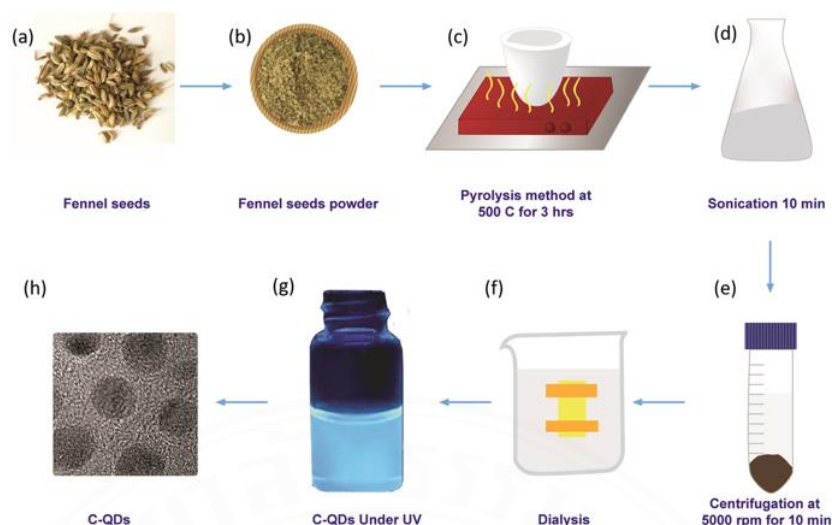 (a)
(b)
(c)
(d)
Fennel seeds
Fennel seeds powder
Pyrolysis method at
500 C for 3 hrs
Sonication 10 min
(h)
(g)
(f)
(e)
C-QDs
C-QDs Under UV
Dialysis
Centrifugation at
5000 rpm for 10 min